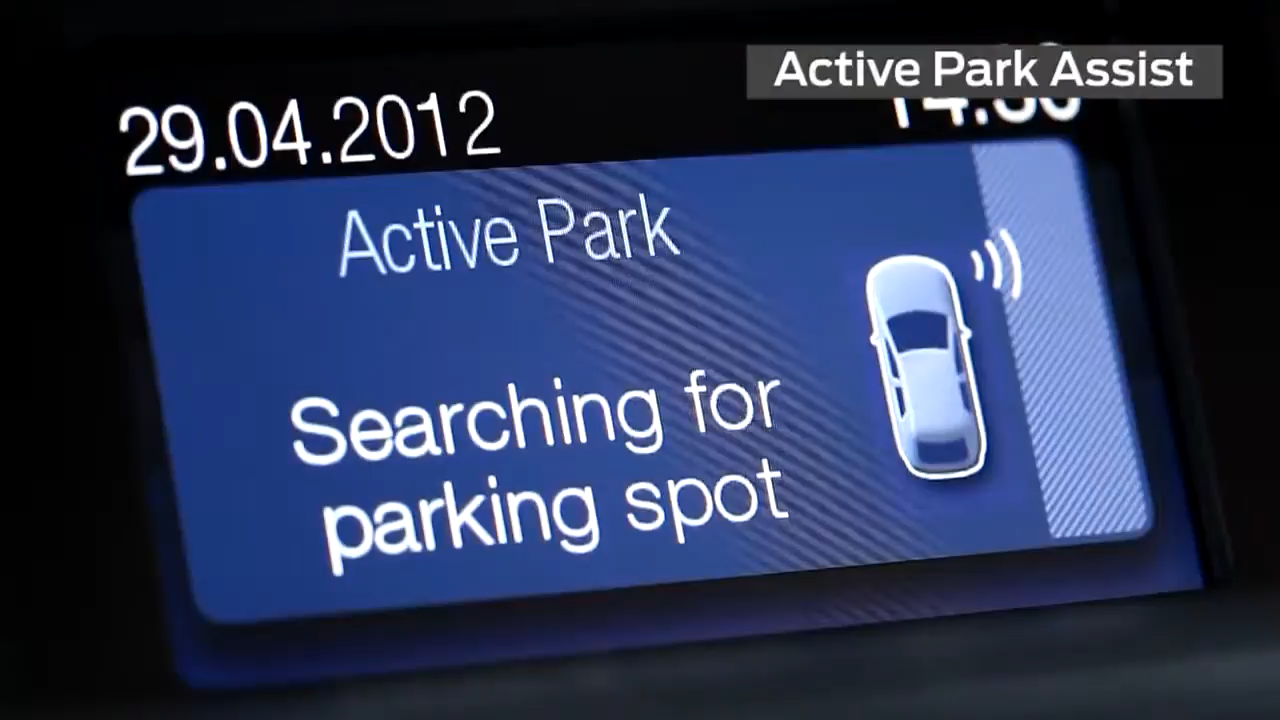 Active Park Assist
29.04.2012
Active Park
Searching for
parking spot